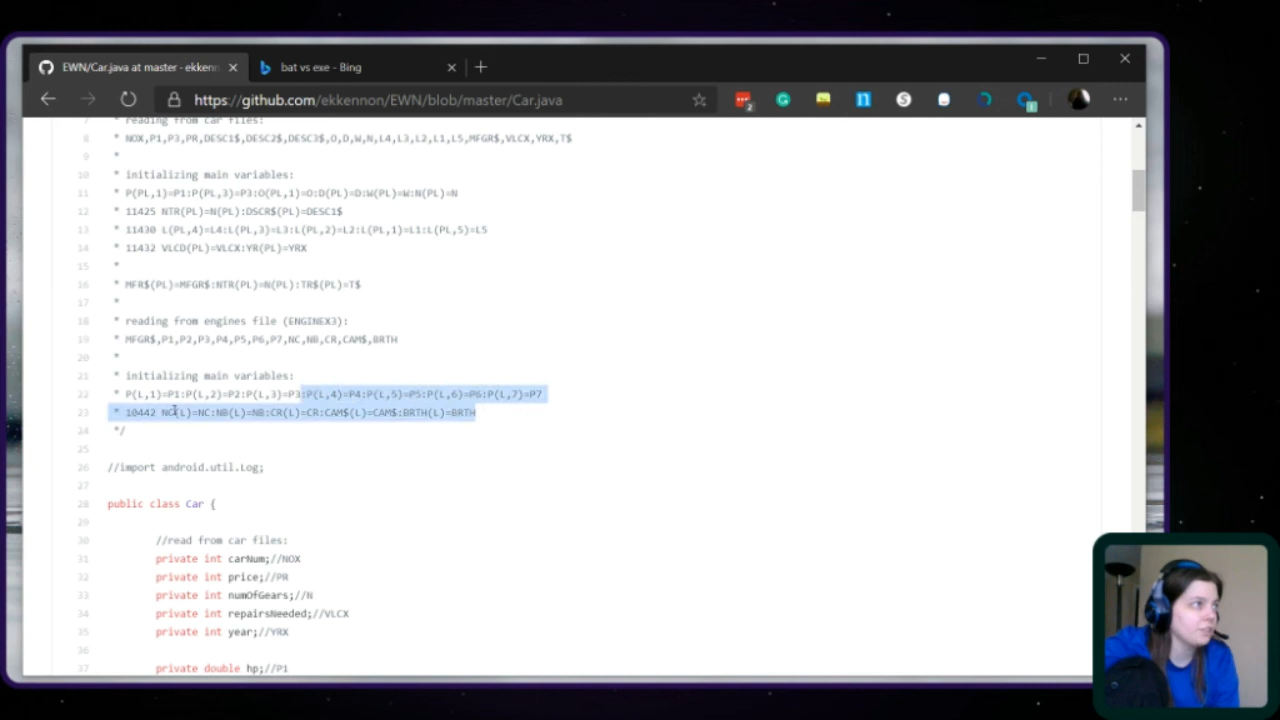 EWN/Car.java at master · ekkenn
bat vs exe - Bing
https://github.com/ekkennon/EWN/blob/master/Car.java
2
1
7 * reading from car files:
8 * NOX,P1,P3,PR,DESC1$,DESC2$,DESC3$,O,D,W,N,L4,L3,L2,L1,L5,MFGR$,VLCX,YRX,T$
9 *
10 * initializing main variables:
11 * P(PL,1)=P1:P(PL,3)=P3:O(PL,1)=O:D(PL)=D:W(PL)=W:N(PL)=N
12 * 11425 NTR(PL)=N(PL):DSCR$(PL)=DESC1$
13 * 11430 L(PL,4)=L4:L(PL,3)=L3:L(PL,2)=L2:L(PL,1)=L1:L(PL,5)=L5
14 * 11432 VLCD(PL)=VLCX:YR(PL)=YRX
15 *
16 * MFR$(PL)=MFGR$:NTR(PL)=N(PL):TR$(PL)=T$
17 *
18 * reading from engines file (ENGINEX3):
19 * MFGR$,P1,P2,P3,P4,P5,P6,P7,NC,NB,CR,CAM$,BRTH
20 *
21 * initializing main variables:
22 * P(L,1)=P1:P(L,2)=P2:P(L,3)=P3:P(L,4)=P4:P(L,5)=P5:P(L,6)=P6:P(L,7)=P7
23 * 10442 NC(L)=NC:NB(L)=NB:CR(L)=CR:CAM$(L)=CAM$:BRTH(L)=BRTH
24 */
25
26 //import android.util.Log;
27
28 public class Car {
29
30 //read from car files:
31 private int carNum;//NOX
32 private int price;//PR
33 private int numOfGears;//N
34 private int repairsNeeded;//VLCX
35 private int year;//YRX
36
37 private double hp;//P1